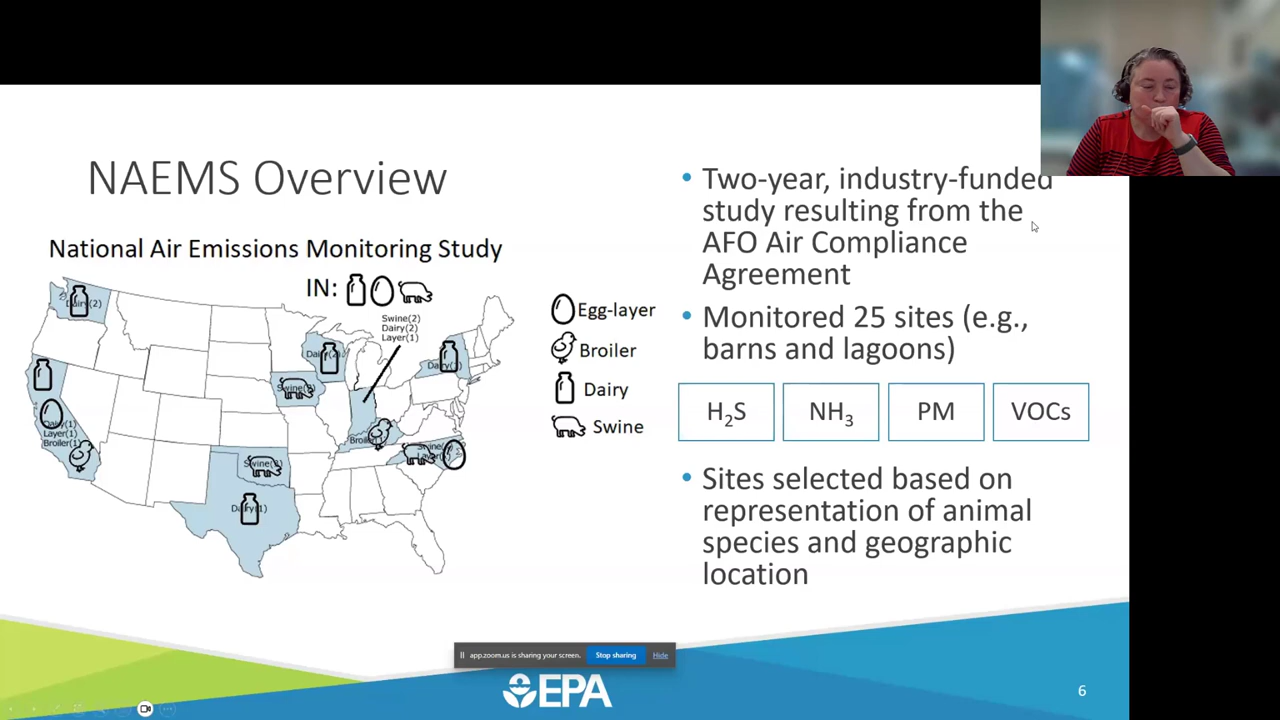 NAEMS Overview
National Air Emissions Monitoring Study
IN:
Swine(2)
Dairy(2)
Layer(1)
Dairy(1)
Broiler
Swine(2)
Dairy(1)
Dairy(1)
Layer(1)
Broiler(1)
Egg-layer
Broiler
Dairy
Swine
• Two-year, industry-funded
study resulting from the
AFO Air Compliance
Agreement
• Monitored 25 sites (e.g.,
barns and lagoons)
H₂S
NH₃
PM
VOCs
• Sites selected based on
representation of animal
species and geographic
location
app.zoom.us is sharing your screen.
Stop sharing
Hide
EPA
6